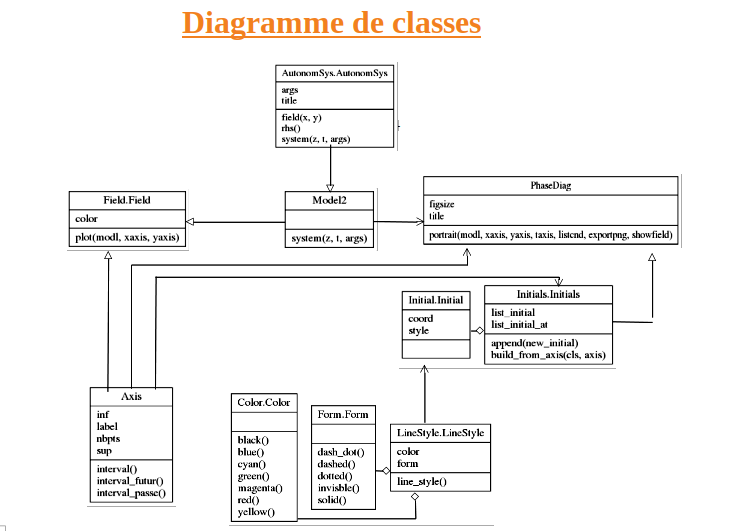 Diagramme de classes
AutonomSys.AutonomSys
args
title
field(x, y)
rhs()
system(z, t, args)
Field.Field
color
plot(modl, xaxis, yaxis)
Model2
system(z, t, args)
PhaseDiag
figsize
title
portrait(modl, xaxis, yaxis, taxis, listcnd, exportpng, showfield)
Initial.Initial
coord
style
Initials.Initials
list_initial
list_initial_at
append(new_initial)
build_from_axis(cls, axis)
Axis
inf
label
nbpts
sup
interval()
interval_futur()
interval_passe()
Color.Color
black()
blue()
cyan()
green()
magenta()
red()
yellow()
Form.Form
dash_dot()
dashed()
dotted()
invisble()
solid()
LineStyle.LineStyle
color
form
line_style()